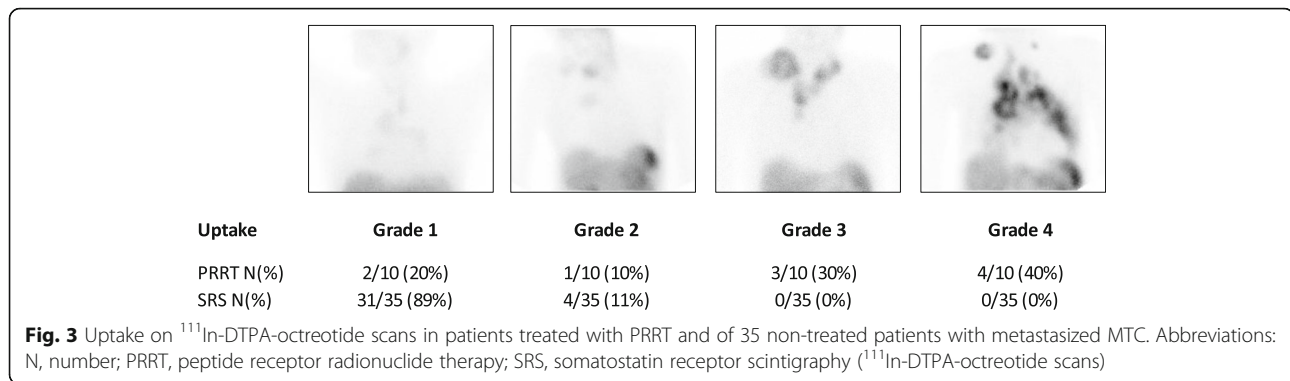 Uptake Grade 1 Grade 2 Grade 3 Grade 4
PRRT N(%) 2/10 (20%) 1/10 (10%) 3/10 (30%) 4/10 (40%)
SRS N(%) 31/35 (89%) 4/35 (11%) 0/35 (0%) 0/35 (0%)
Fig. 3 Uptake on ¹¹¹In-DTPA-octreotide scans in patients treated with PRRT and of 35 non-treated patients with metastasized MTC. Abbreviations:
N, number; PRRT, peptide receptor radionuclide therapy; SRS, somatostatin receptor scintigraphy (¹¹¹In-DTPA-octreotide scans)